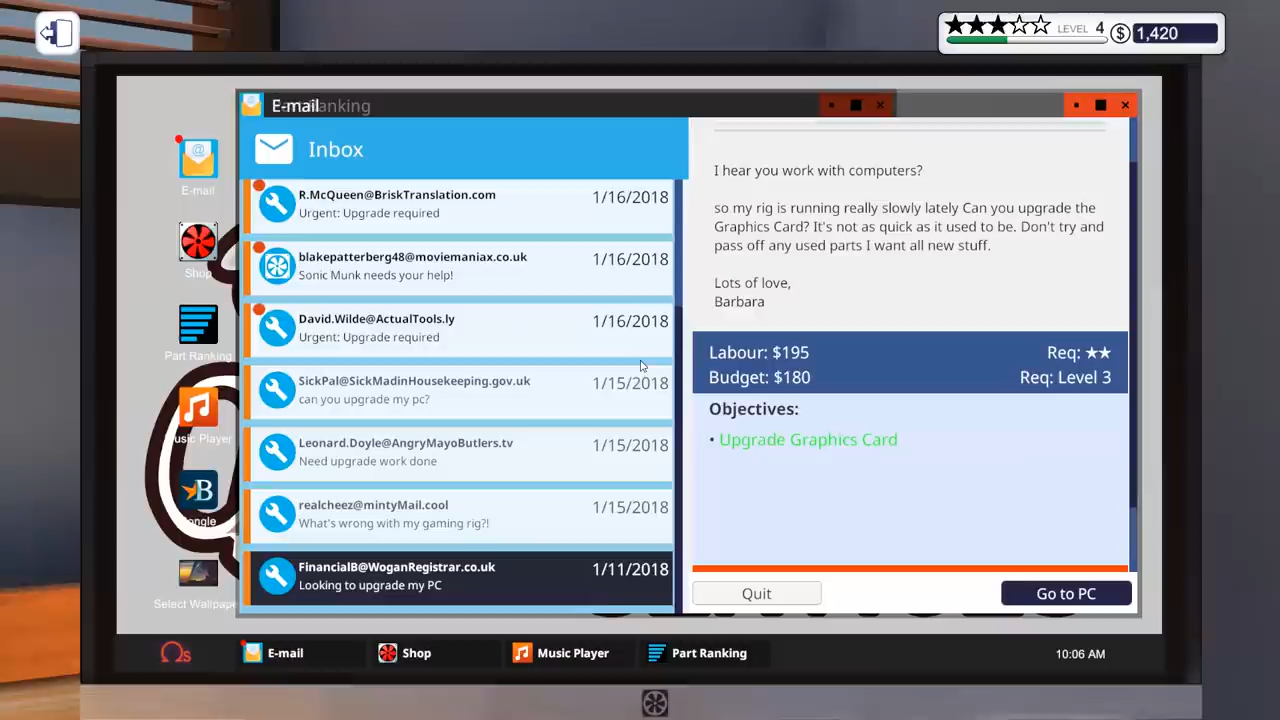 LEVEL 4
$ 1,420
E-mail
Inbox
R.McQueen@BriskTranslation.com
1/16/2018
Urgent: Upgrade required
blakepatterberg48@moviemaniax.co.uk
1/16/2018
Sonic Munk needs your help!
David.Wilde@ActualTools.ly
1/16/2018
Urgent: Upgrade required
SickPal@SickMadinHousekeeping.gov.uk
1/15/2018
can you upgrade my pc?
Leonard.Doyle@AngryMayoButlers.tv
1/15/2018
Need upgrade work done
realcheez@mintyMail.cool
1/15/2018
What's wrong with my gaming rig?!
FinancialB@WoganRegistrar.co.uk
1/11/2018
Looking to upgrade my PC
I hear you work with computers?
so my rig is running really slowly lately Can you upgrade the
Graphics Card? It's not as quick as it used to be. Don't try and
pass off any used parts I want all new stuff.
Lots of love,
Barbara
Labour: $195
Req: ★★
Budget: $180
Req: Level 3
Objectives:
• Upgrade Graphics Card
Quit
Go to PC
E-mail
Shop
Part Ranking
Music Player
Select Wallpape
Ωs
E-mail
Shop
Music Player
Part Ranking
10:06 AM